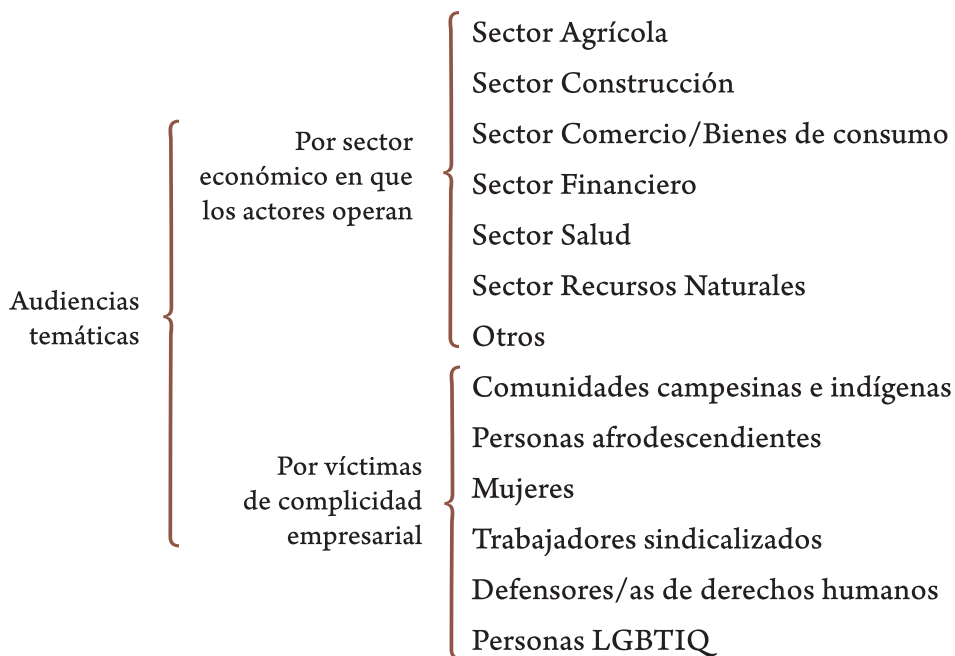 Audiencias
temáticas
Por sector
económico en que
los actores operan
Sector Agrícola
Sector Construcción
Sector Comercio/Bienes de consumo
Sector Financiero
Sector Salud
Sector Recursos Naturales
Otros
Por víctimas
de complicidad
empresarial
Comunidades campesinas e indígenas
Personas afrodescendientes
Mujeres
Trabajadores sindicalizados
Defensores/as de derechos humanos
Personas LGBTIQ